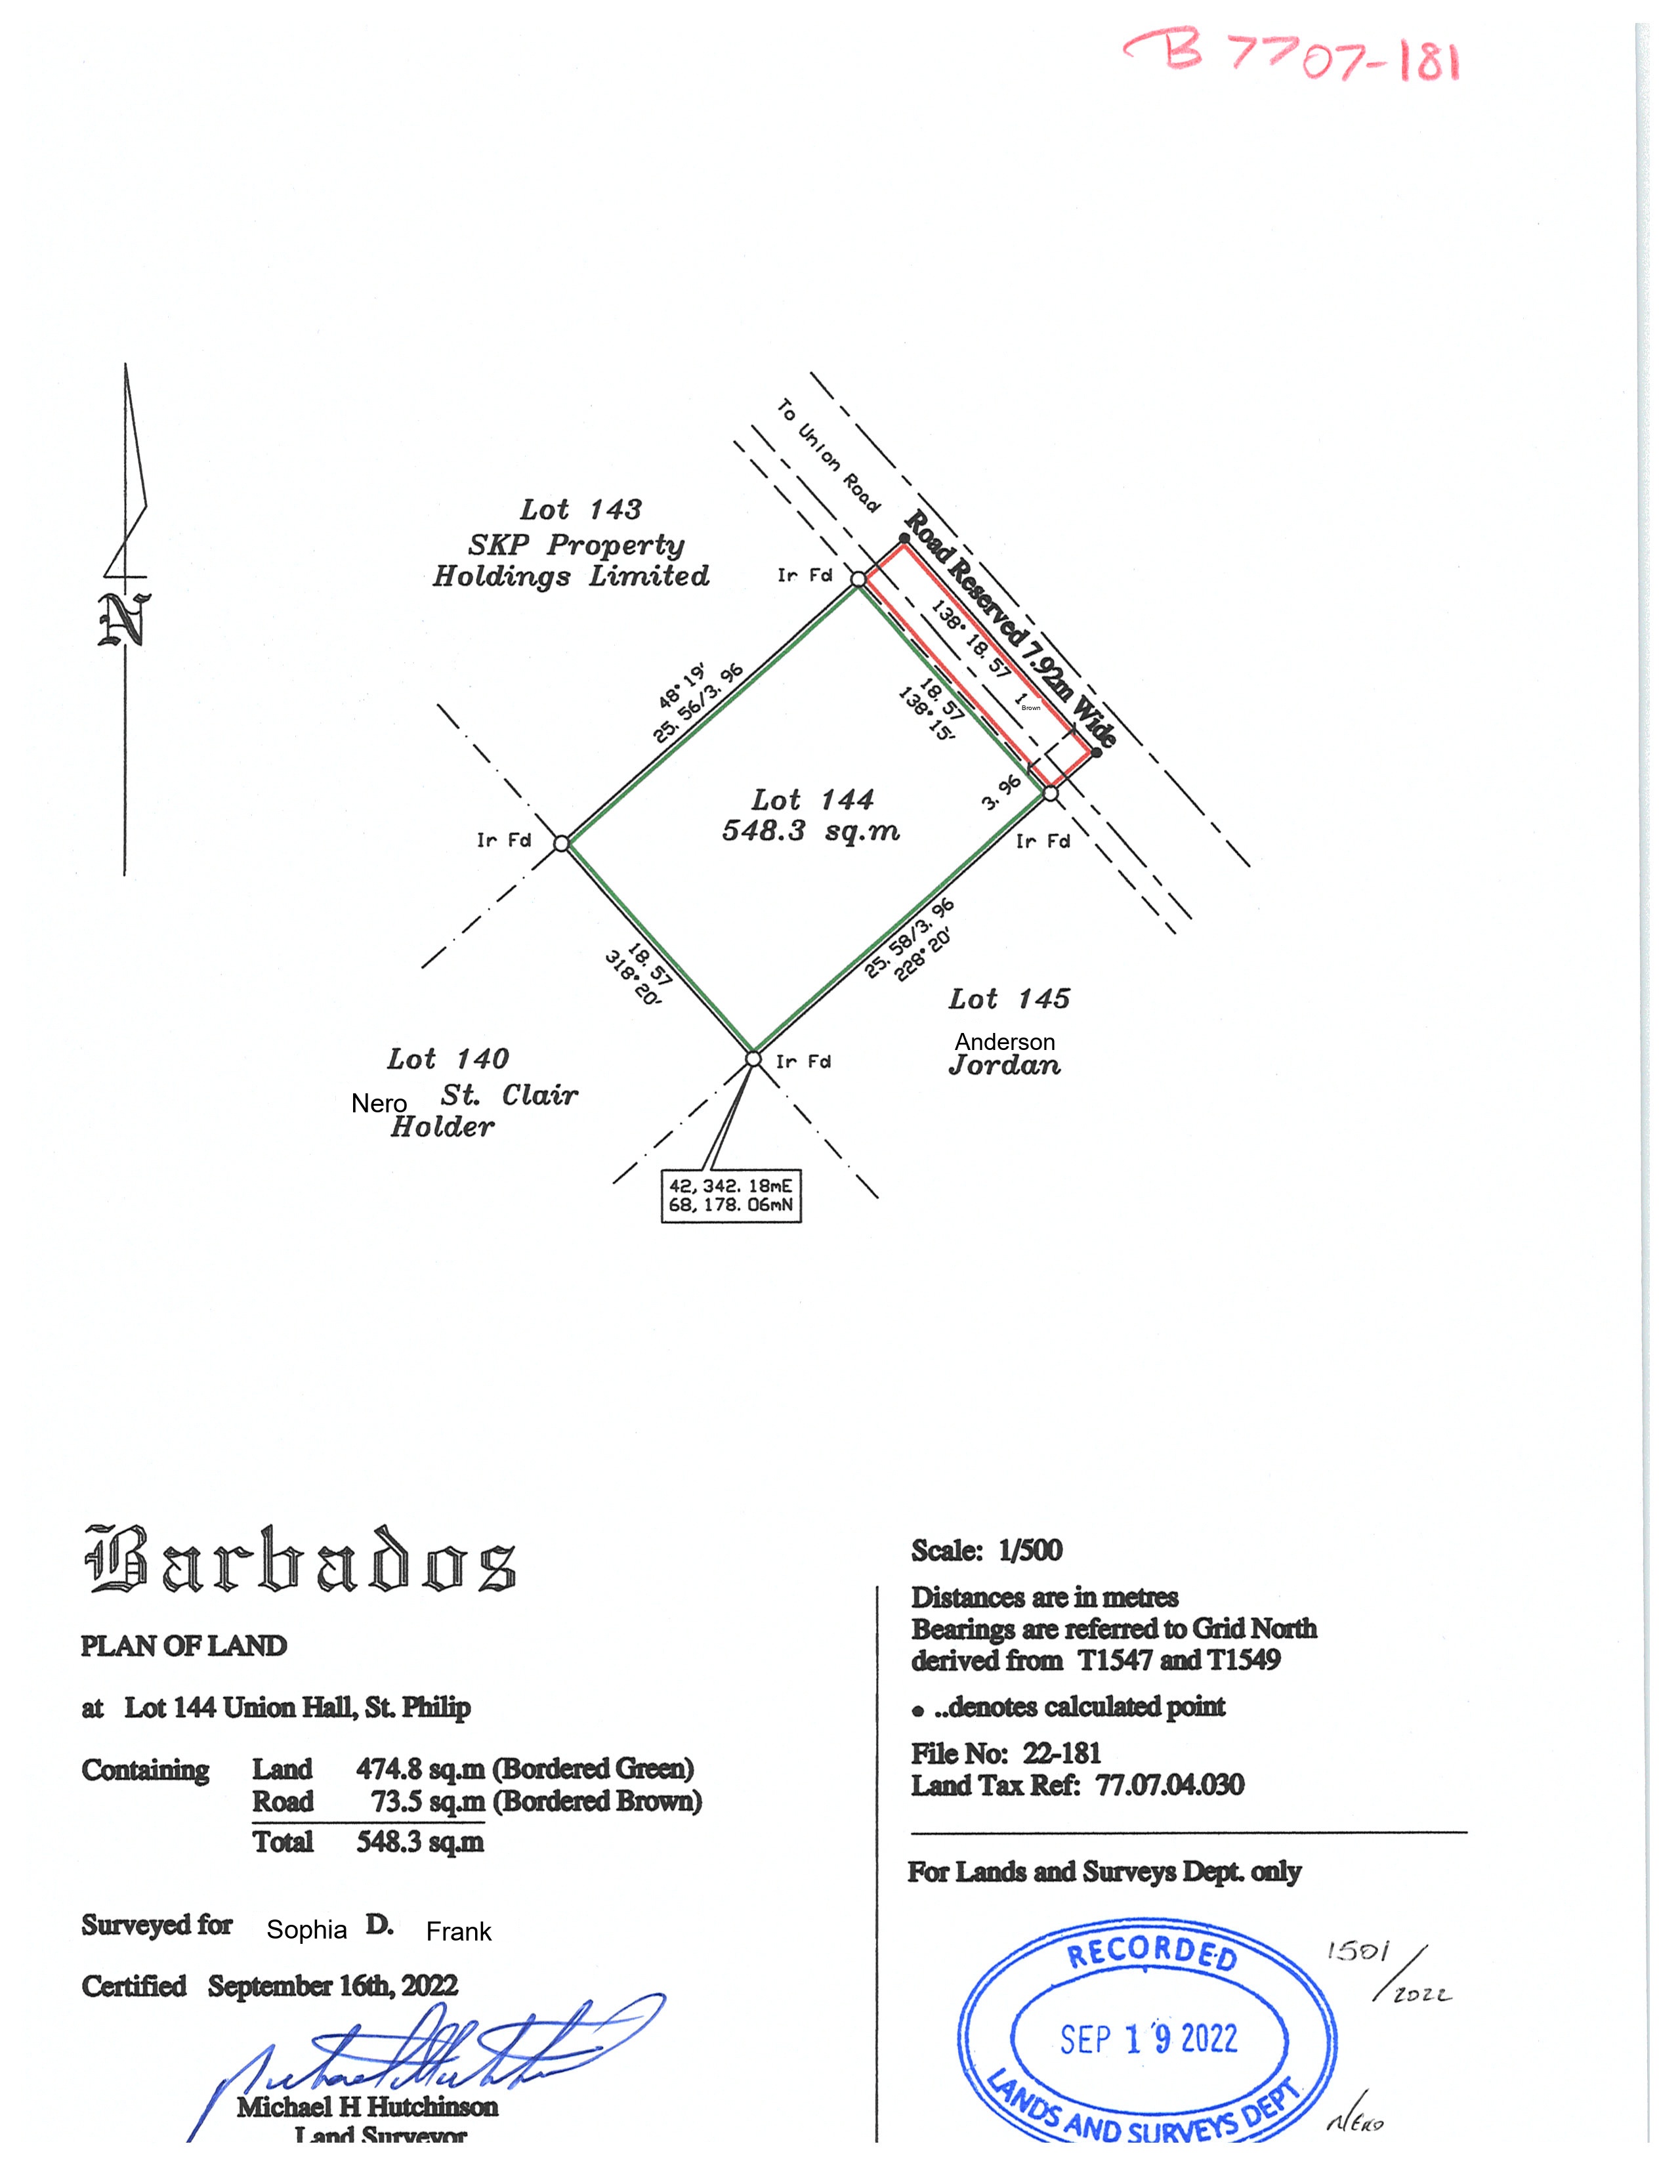 B 7707-181
To Union Road
Road Reserved 7.92m Wide
Lot 143
SKP Property
Holdings Limited
Ir Fd
138° 18.57
1
Brown
48°19'
25.56/3.96
18.57
138°15'
3.96
Lot 144
548.3 sq.m
Ir Fd
Ir Fd
N
18.57
318°20'
25.58/3.96
228°20'
Lot 145
Anderson
Jordan
Lot 140
Nero St. Clair
Holder
Ir Fd
42,342.18mE
68,178.06mN
Barbados
PLAN OF LAND
at Lot 144 Union Hall, St. Philip
Containing Land 474.8 sq.m (Bordered Green)
Road 73.5 sq.m (Bordered Brown)
Total 548.3 sq.m
Surveyed for Sophia D. Frank
Certified September 16th, 2022
Michael H Hutchinson
Land Surveyor
Scale: 1/500
Distances are in metres
Bearings are referred to Grid North
derived from T1547 and T1549
• ..denotes calculated point
File No: 22-181
Land Tax Ref: 77.07.04.030
For Lands and Surveys Dept. only
RECORDED
SEP 19 2022
LANDS AND SURVEYS DEPT.
1501/2022